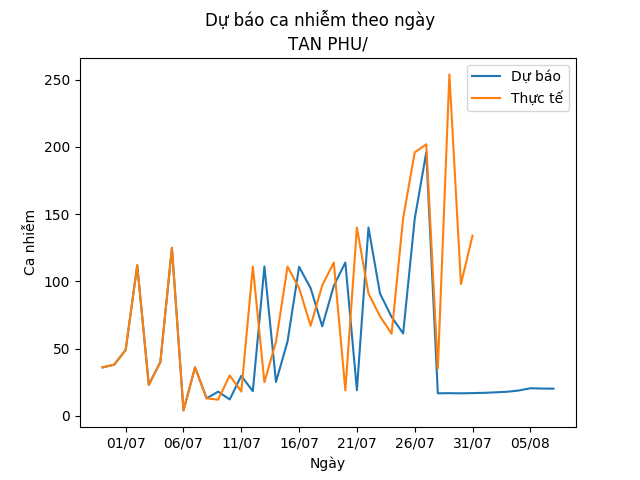 Dự báo ca nhiễm theo ngày
TAN PHU/
Dự báo
Thực tế
Ca nhiễm
250
200
150
100
50
0
01/07 06/07 11/07 16/07 21/07 26/07 31/07 05/08
Ngày